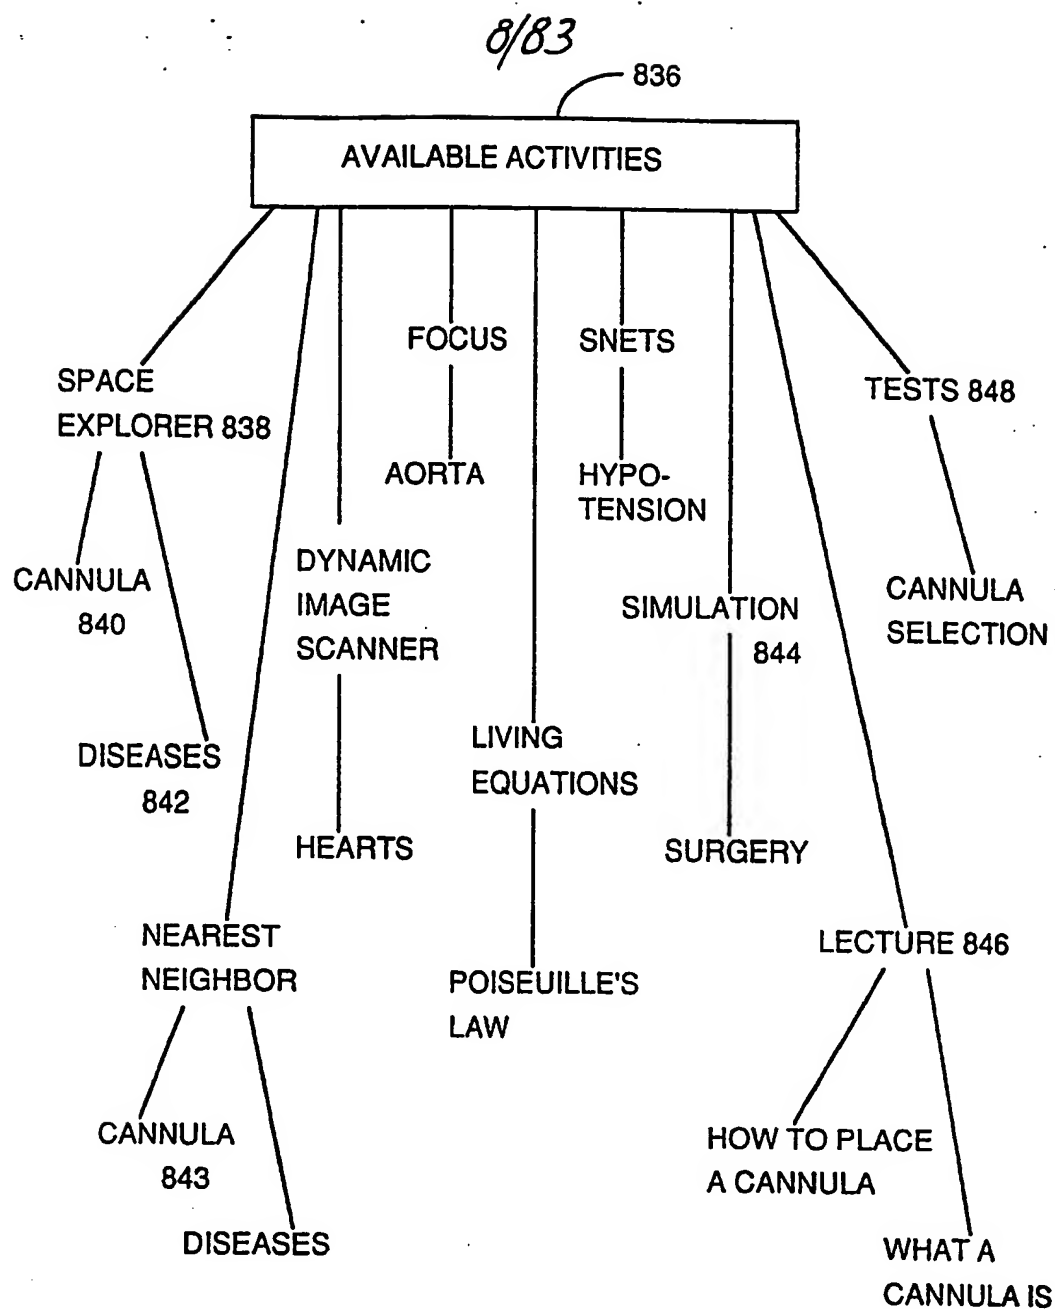 8/83
836
AVAILABLE ACTIVITIES
SPACE
EXPLORER 838
CANNULA
840
DISEASES
842
NEAREST
NEIGHBOR
CANNULA
843
DISEASES
DYNAMIC
IMAGE
SCANNER
HEARTS
FOCUS
AORTA
LIVING
EQUATIONS
POISEUILLE'S
LAW
SNETS
HYPO-
TENSION
SIMULATION
844
SURGERY
LECTURE 846
HOW TO PLACE
A CANNULA
WHAT A
CANNULA IS
TESTS 848
CANNULA
SELECTION